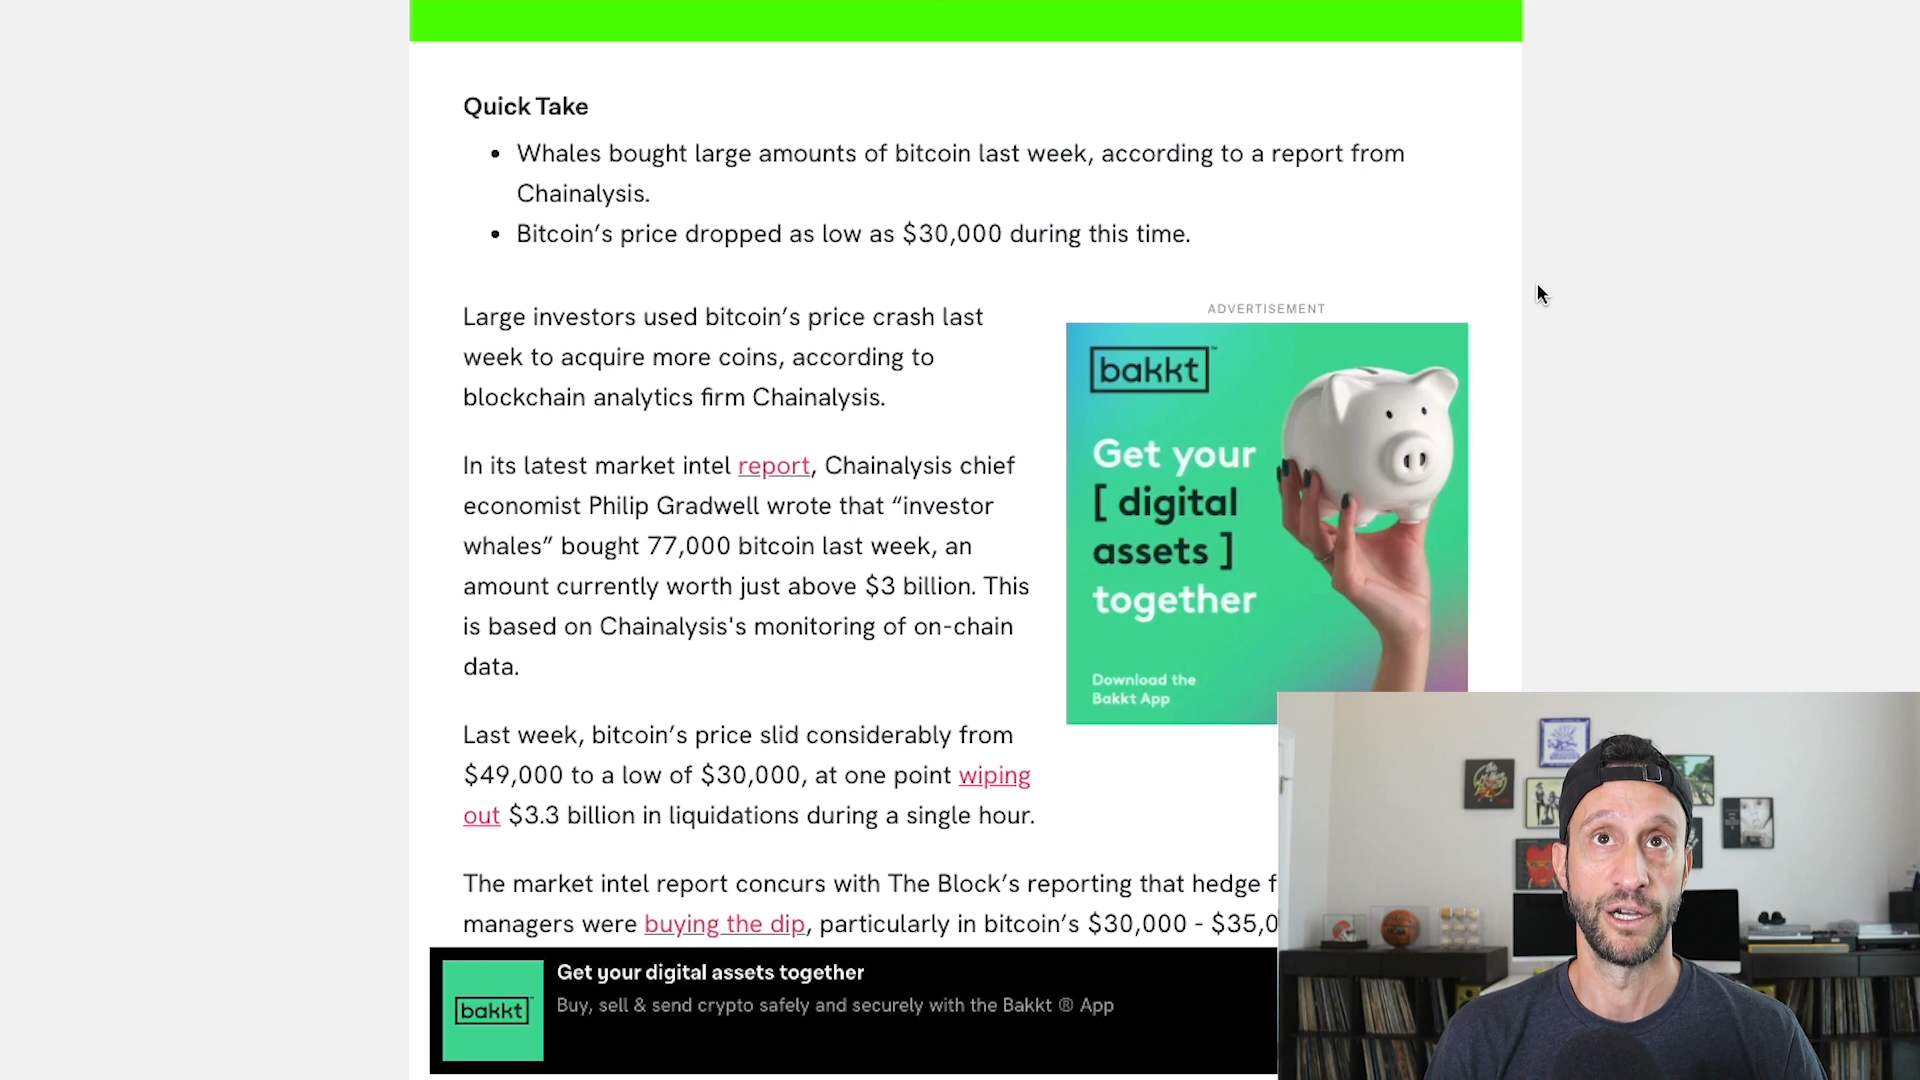 Quick Take
• Whales bought large amounts of bitcoin last week, according to a report from
Chainalysis.
• Bitcoin’s price dropped as low as $30,000 during this time.
Large investors used bitcoin’s price crash last
week to acquire more coins, according to
blockchain analytics firm Chainalysis.
In its latest market intel report, Chainalysis chief
economist Philip Gradwell wrote that “investor
whales” bought 77,000 bitcoin last week, an
amount currently worth just above $3 billion. This
is based on Chainalysis's monitoring of on-chain
data.
Last week, bitcoin’s price slid considerably from
$49,000 to a low of $30,000, at one point wiping
out $3.3 billion in liquidations during a single hour.
The market intel report concurs with The Block’s reporting that hedge f
managers were buying the dip, particularly in bitcoin’s $30,000 - $35,0
ADVERTISEMENT
bakkt™
Get your
[ digital
assets ]
together
Download the
Bakkt App
bakkt
Get your digital assets together
Buy, sell & send crypto safely and securely with the Bakkt ® App